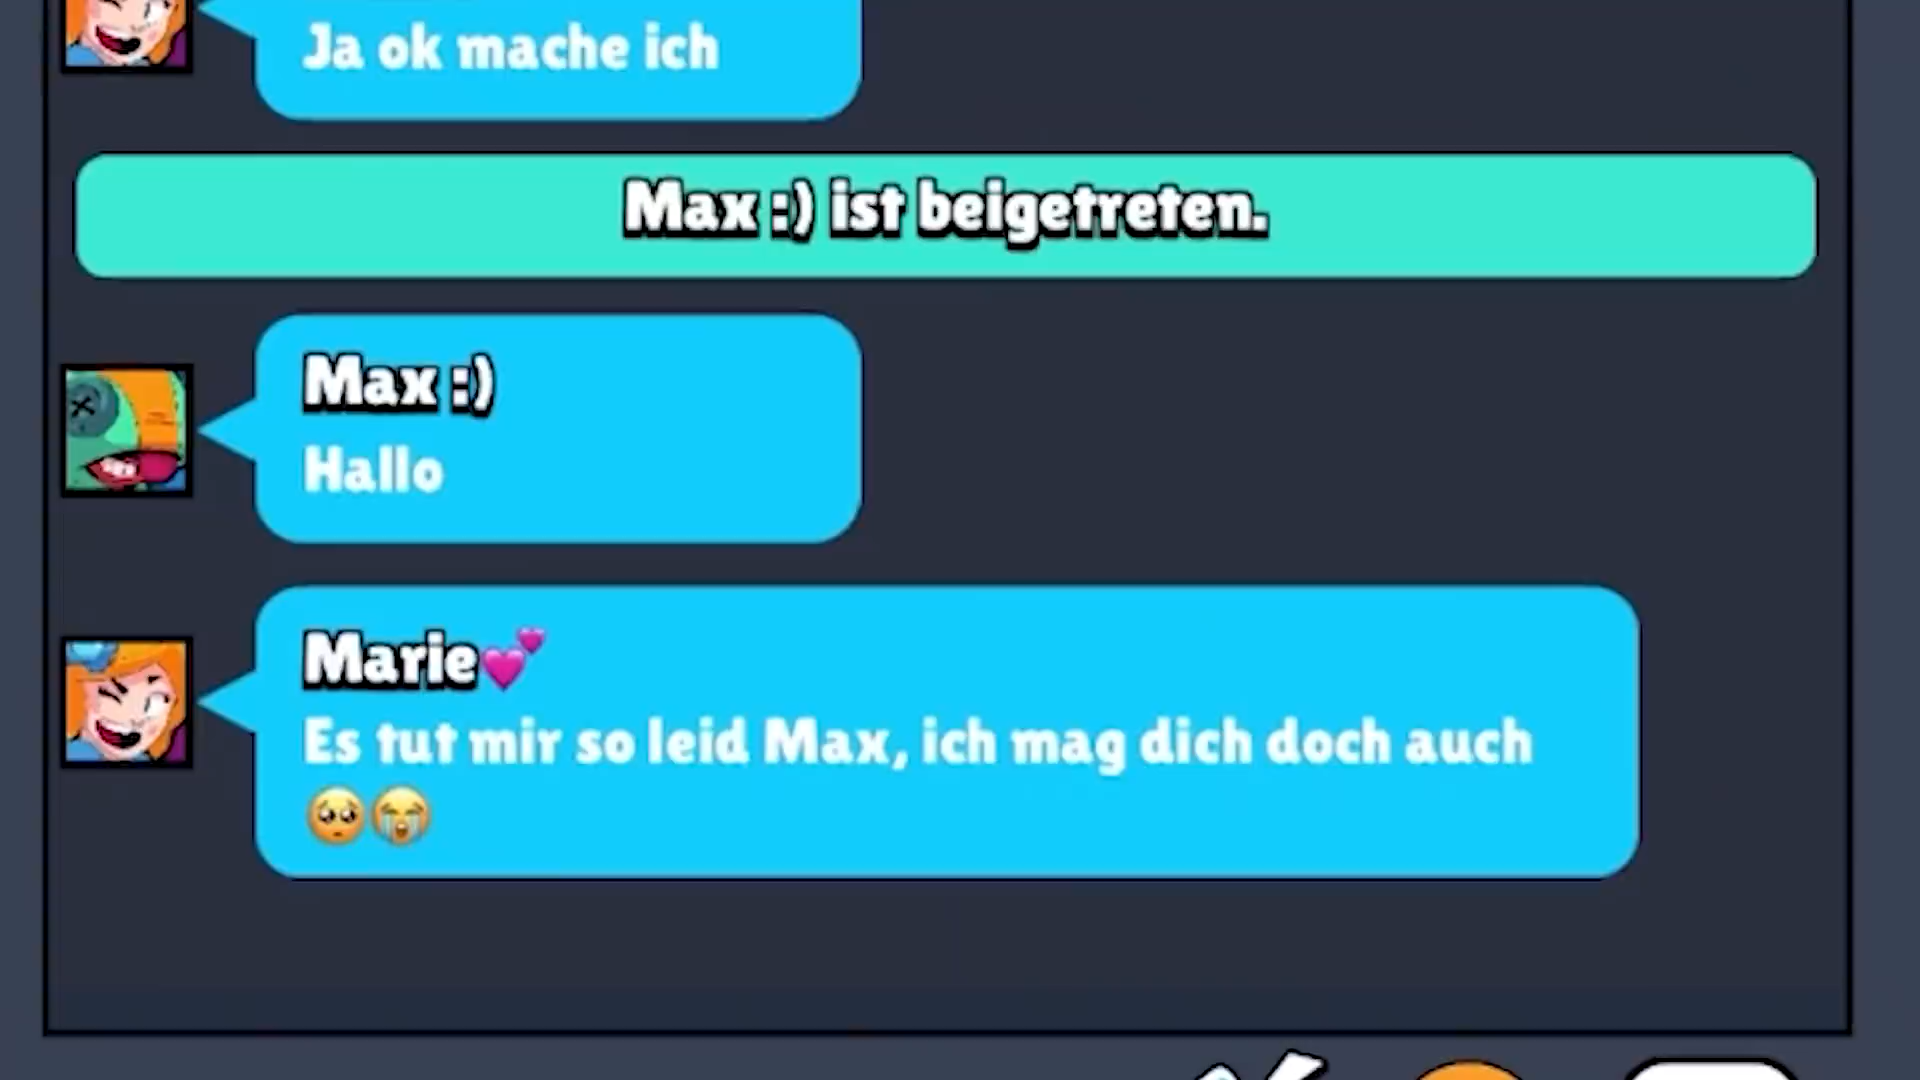 Ja ok mache ich
Max :) ist beigetreten.
Max :)
Hallo
Marie💕
Es tut mir so leid Max, ich mag dich doch auch
🥺😭